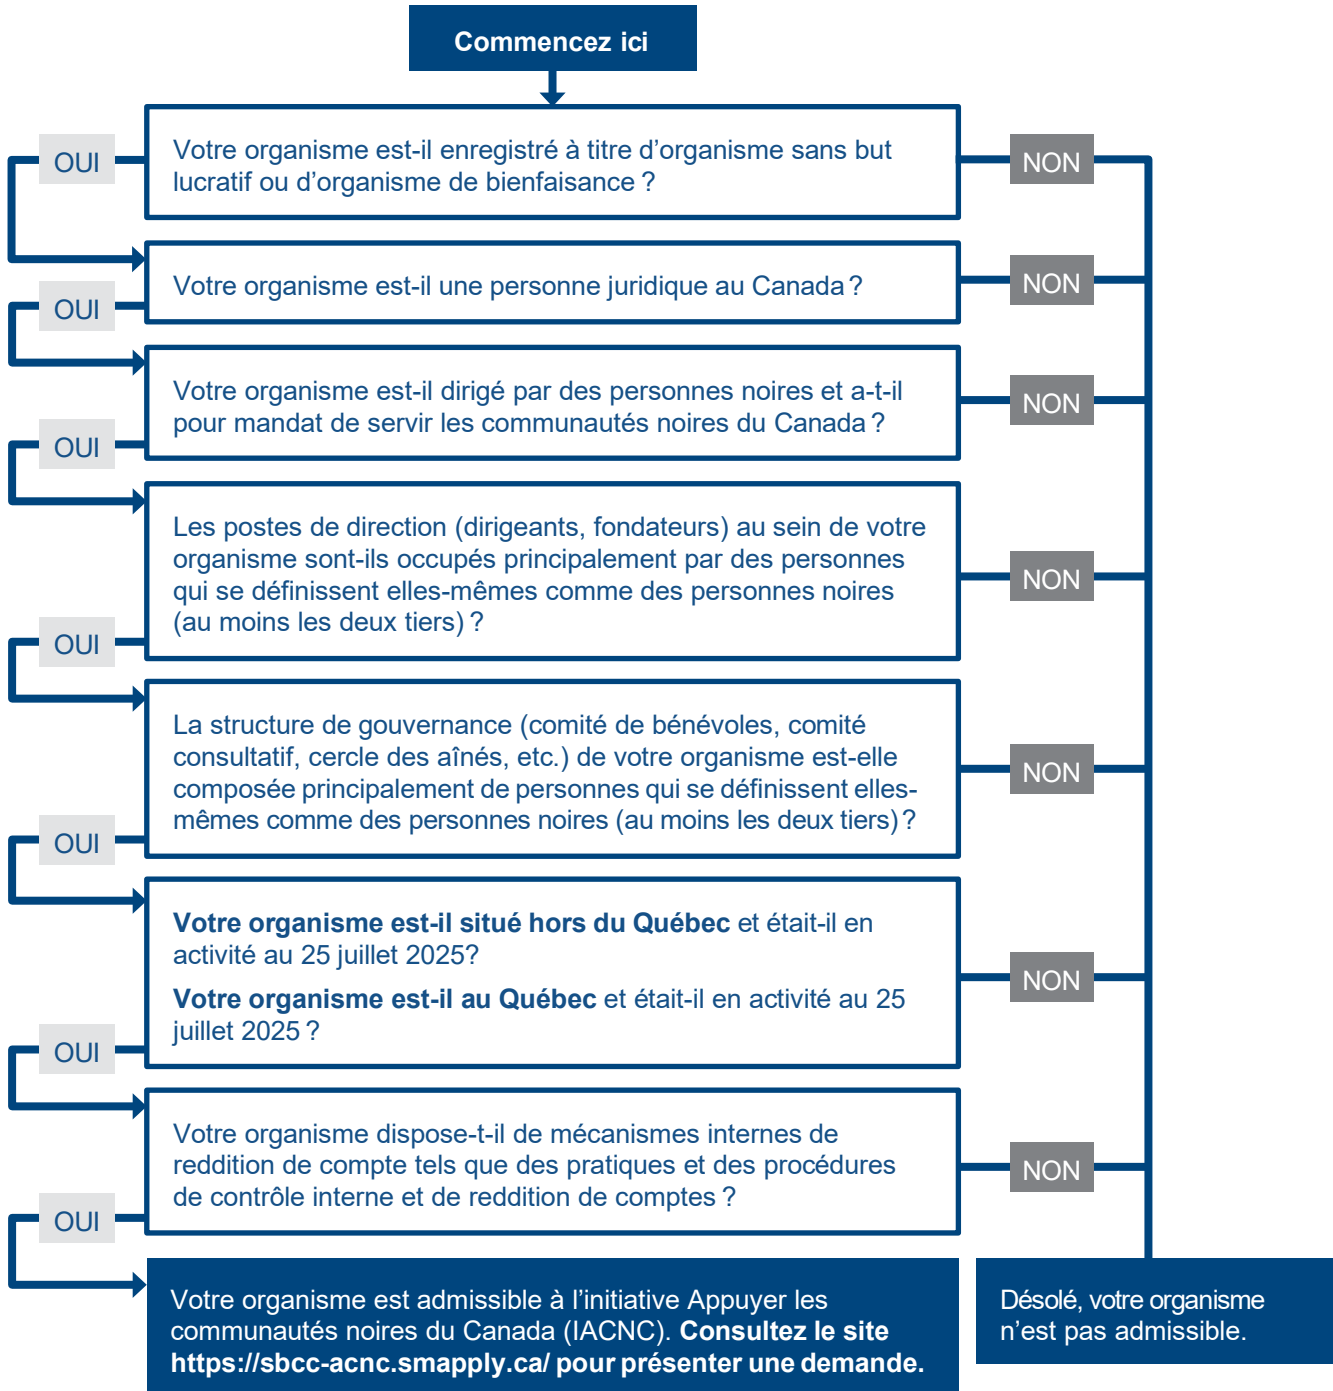 Commencez ici
OUI
Votre organisme est-il enregistré à titre d’organisme sans but
lucratif ou d’organisme de bienfaisance ?
NON
Votre organisme est-il une personne juridique au Canada ?
NON
OUI
Votre organisme est-il dirigé par des personnes noires et a-t-il
pour mandat de servir les communautés noires du Canada ?
NON
OUI
Les postes de direction (dirigeants, fondateurs) au sein de votre
organisme sont-ils occupés principalement par des personnes
qui se définissent elles-mêmes comme des personnes noires
(au moins les deux tiers) ?
NON
OUI
La structure de gouvernance (comité de bénévoles, comité
consultatif, cercle des aînés, etc.) de votre organisme est-elle
composée principalement de personnes qui se définissent elles-
mêmes comme des personnes noires (au moins les deux tiers) ?
NON
OUI
Votre organisme est-il situé hors du Québec et était-il en
activité au 25 juillet 2025?
Votre organisme est-il au Québec et était-il en activité au 25
juillet 2025 ?
NON
OUI
Votre organisme dispose-t-il de mécanismes internes de
reddition de compte tels que des pratiques et des procédures
de contrôle interne et de reddition de comptes ?
NON
OUI
Votre organisme est admissible à l’initiative Appuyer les
communautés noires du Canada (IACNC). Consultez le site
https://sbcc-acnc.smapply.ca/ pour présenter une demande.
Désolé, votre organisme
n’est pas admissible.